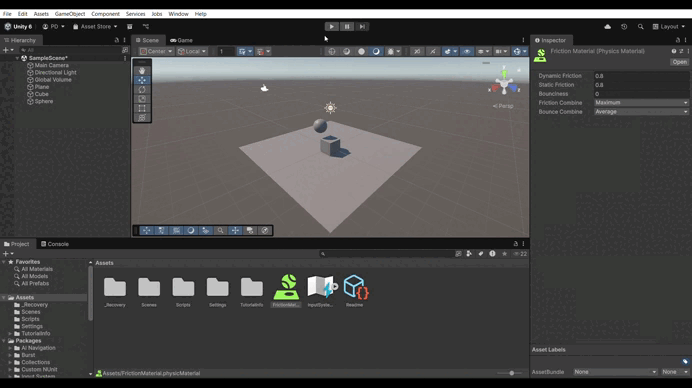 File Edit Assets GameObject Component Services Jobs Window Help
Unity 6 PD Asset Store Layout
Hierarchy Scene Game Inspector
All
SampleScene*
Main Camera
Directional Light
Global Volume
Plane
Cube
Sphere
Center Local 1
Persp
Friction Material (Physics Material)
Open
Dynamic Friction 0.8
Static Friction 0.8
Bounciness 0
Friction Combine Maximum
Bounce Combine Average
Project Console
22
Favorites
All Materials
All Models
All Prefabs
Assets
_Recovery
Scenes
Scripts
Settings
TutorialInfo
Packages
AI Navigation
Burst
Collections
Custom NUnit
Assets
_Recovery Scenes Scripts Settings TutorialInfo FrictionMat... InputSyste... Readme
Assets/FrictionMaterial.physicMaterial
Asset Labels
AssetBundle None None